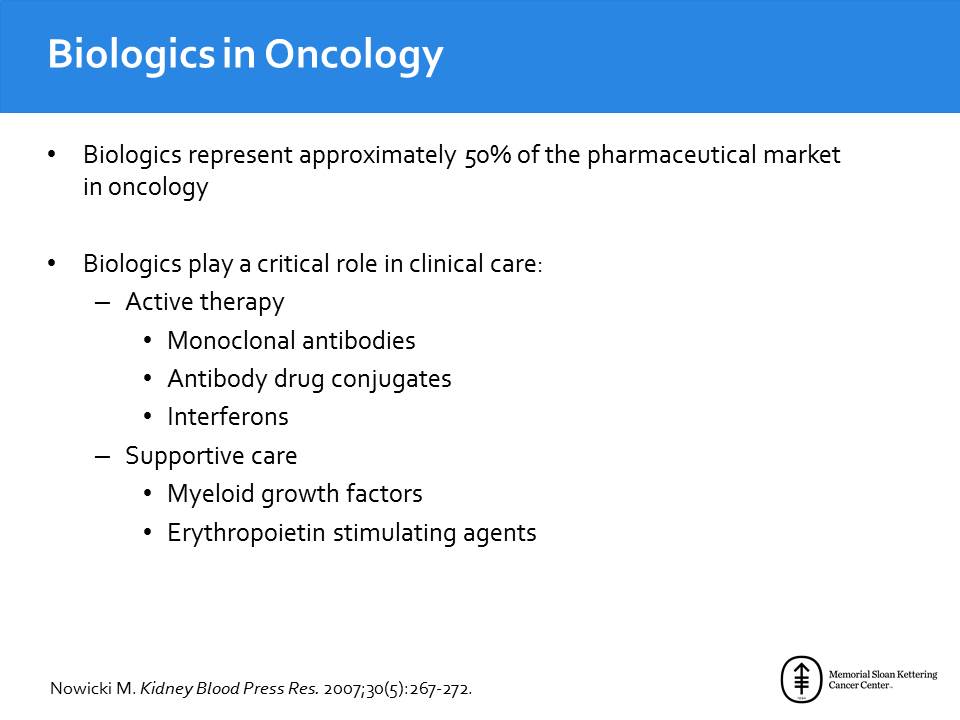 Biologics in Oncology
• Biologics represent approximately 50% of the pharmaceutical market
in oncology
• Biologics play a critical role in clinical care:
– Active therapy
• Monoclonal antibodies
• Antibody drug conjugates
• Interferons
– Supportive care
• Myeloid growth factors
• Erythropoietin stimulating agents
Nowicki M. Kidney Blood Press Res. 2007;30(5):267-272.
Memorial Sloan Kettering
Cancer Center